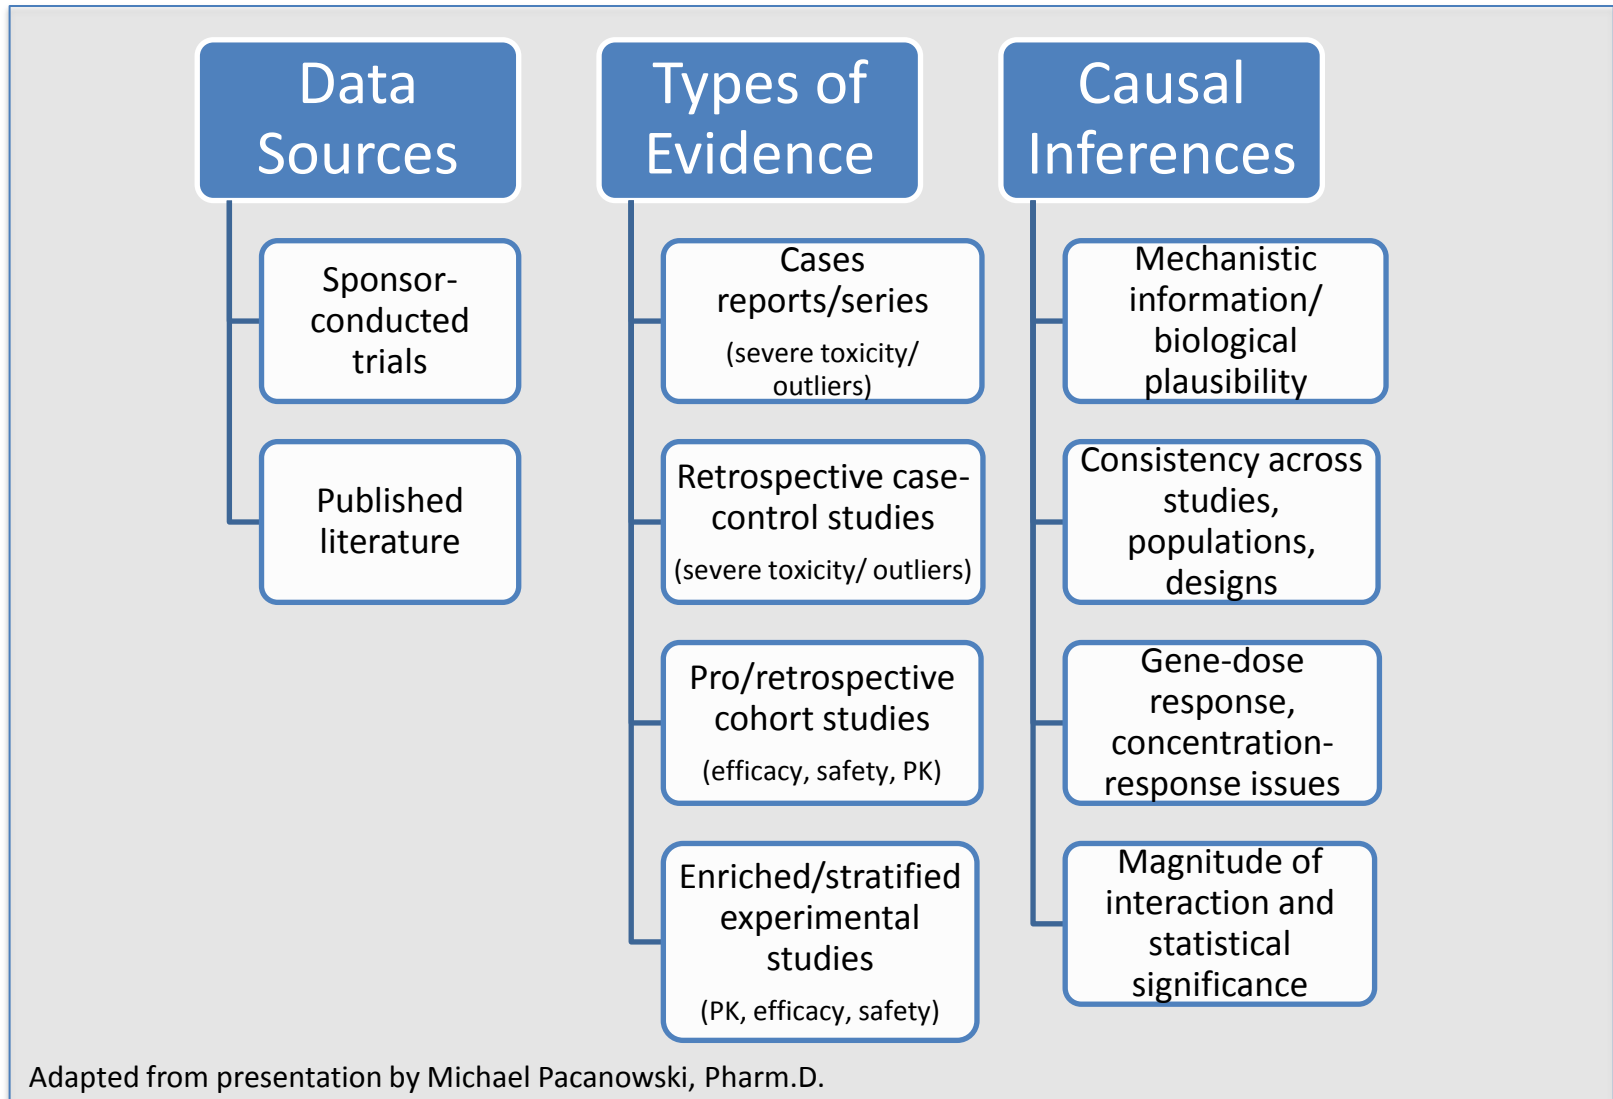 Data
Sources
Sponsor-
conducted
trials
Published
literature
Types of
Evidence
Cases
reports/series
(severe toxicity/
outliers)
Retrospective case-
control studies
(severe toxicity/ outliers)
Pro/retrospective
cohort studies
(efficacy, safety, PK)
Enriched/stratified
experimental
studies
(PK, efficacy, safety)
Causal
Inferences
Mechanistic
information/
biological
plausibility
Consistency across
studies,
populations,
designs
Gene-dose
response,
concentration-
response issues
Magnitude of
interaction and
statistical
significance
Adapted from presentation by Michael Pacanowski, Pharm.D.